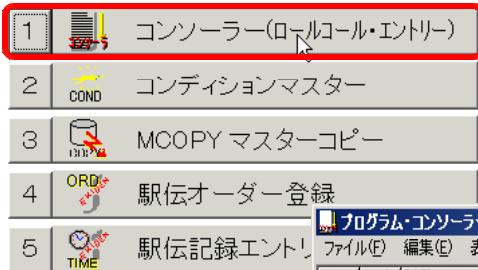 1 コンソーラー(ロールコール・エントリー)
2 COND コンディションマスター
3 COPY MCOPY マスターコピー
4 ORD EKIDEN 駅伝オーダー登録
5 TIME 駅伝記録エントリ
プログラム・コンソーラ
ファイル(F) 編集(E)